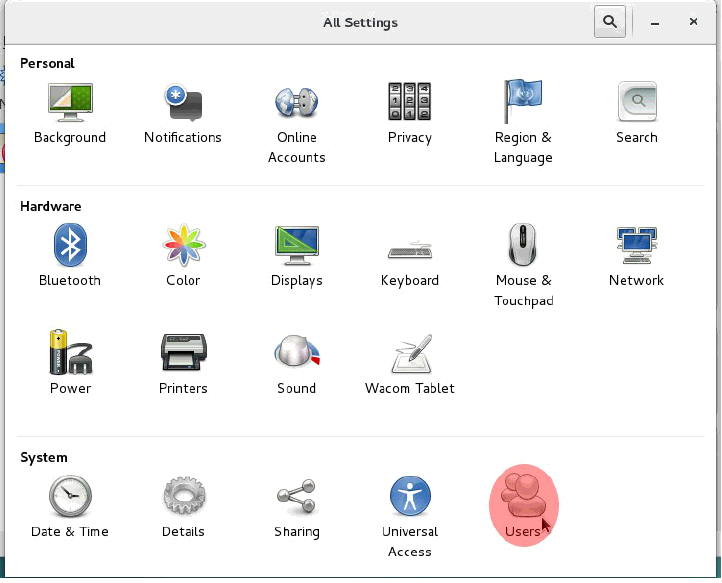 All Settings
Personal
Background Notifications Online Accounts Privacy Region & Language Search
Hardware
Bluetooth Color Displays Keyboard Mouse & Touchpad Network
Power Printers Sound Wacom Tablet
System
Date & Time Details Sharing Universal Access Users